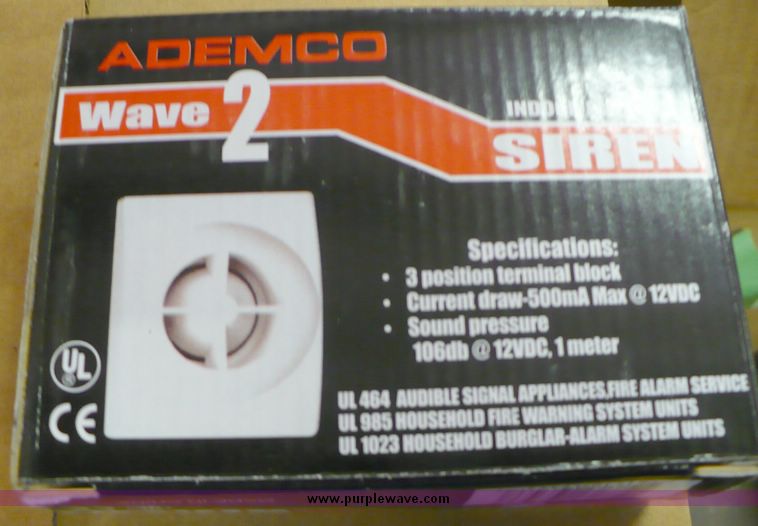 ADEMCO
Wave 2
SIREN
Specifications:
• 3 position terminal block
• Current draw-500mA Max @ 12VDC
• Sound pressure
106db @ 12VDC, 1 meter
UL
CE
UL 464 AUDIBLE SIGNAL APPLIANCES,FIRE ALARM SERVICE
UL 985 HOUSEHOLD FIRE WARNING SYSTEM UNITS
UL 1023 HOUSEHOLD BURGLAR-ALARM SYSTEM UNITS
www.purplewave.com